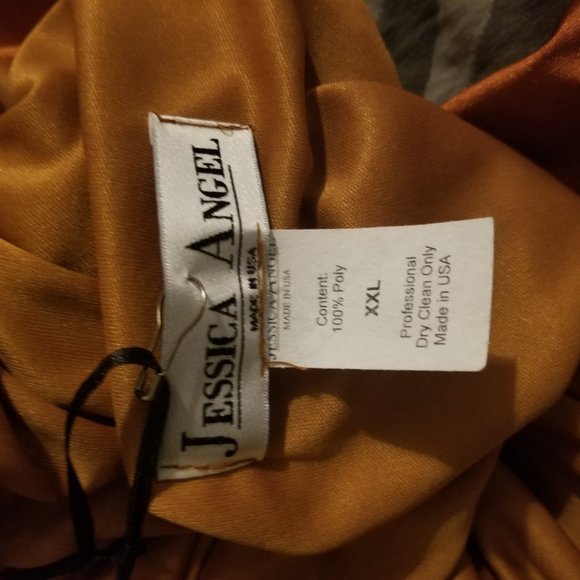 JESSICA ANGEL
MADE IN USA
JESSICA ANGEL
MADE IN USA
Content:
100% Poly
XXL
Professional
Dry Clean Only
Made in USA